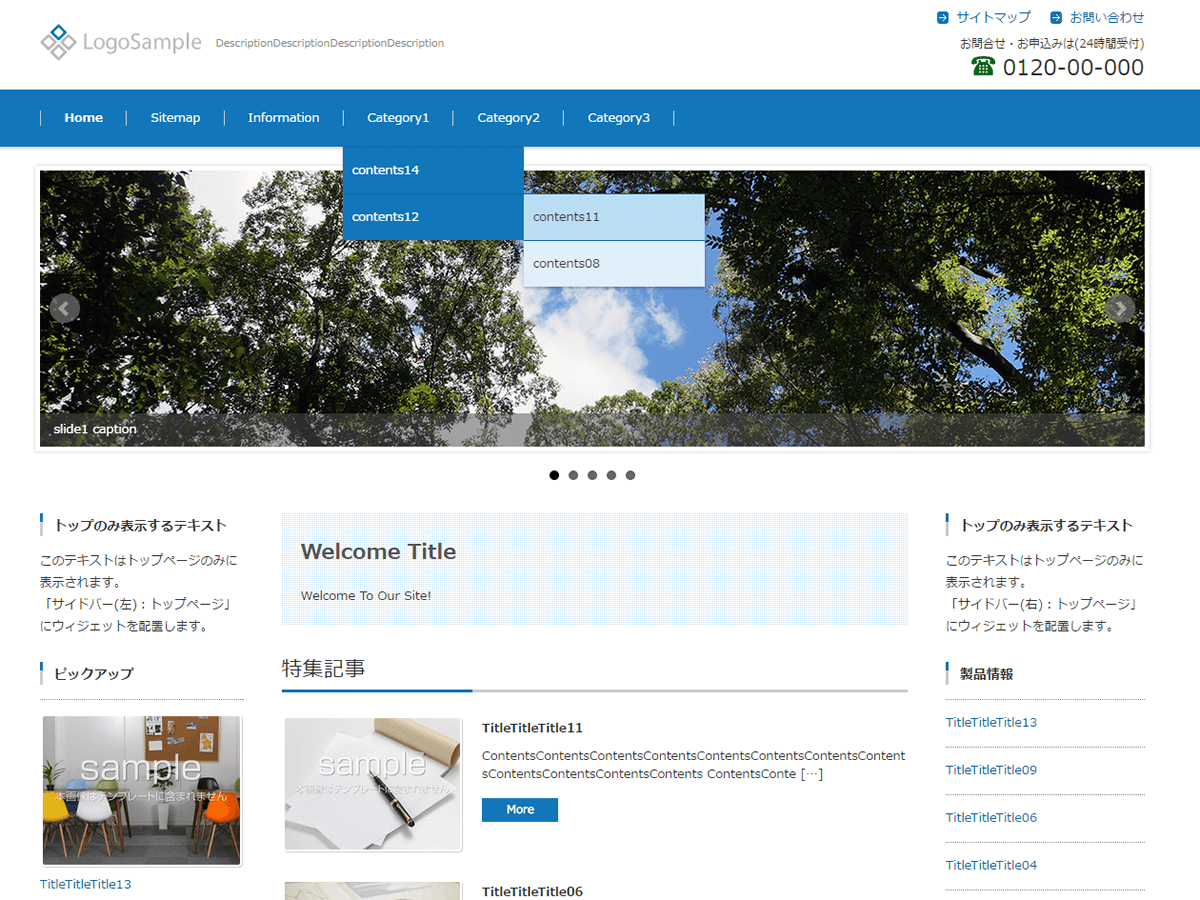 LogoSample
DescriptionDescriptionDescriptionDescription
サイトマップ
お問い合わせ
お問合せ・お申込みは(24時間受付)
0120-00-000
Home
Sitemap
Information
Category1
Category2
Category3
contents14
contents12
contents11
contents08
slide1 caption
トップのみ表示するテキスト
このテキストはトップページのみに
表示されます。
「サイドバー(左)：トップページ」
にウィジェットを配置します。
ピックアップ
sample
本画像はテンプレートに含まれません
TitleTitleTitle13
Welcome Title
Welcome To Our Site!
特集記事
sample
本画像はテンプレートに含まれません
TitleTitleTitle11
ContentsContentsContentsContentsContentsContentsContentsContent
sContentsContentsContentsContents ContentsConte […]
More
TitleTitleTitle06
トップのみ表示するテキスト
このテキストはトップページのみに
表示されます。
「サイドバー(右)：トップページ」
にウィジェットを配置します。
製品情報
TitleTitleTitle13
TitleTitleTitle09
TitleTitleTitle06
TitleTitleTitle04